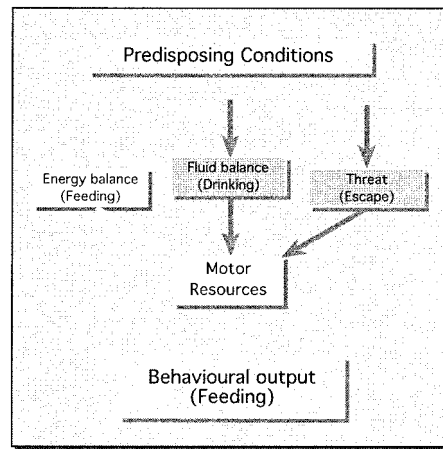 Predisposing Conditions
Energy balance
(Feeding)
Fluid balance
(Drinking)
Threat
(Escape)
Motor
Resources
Behavioural output
(Feeding)